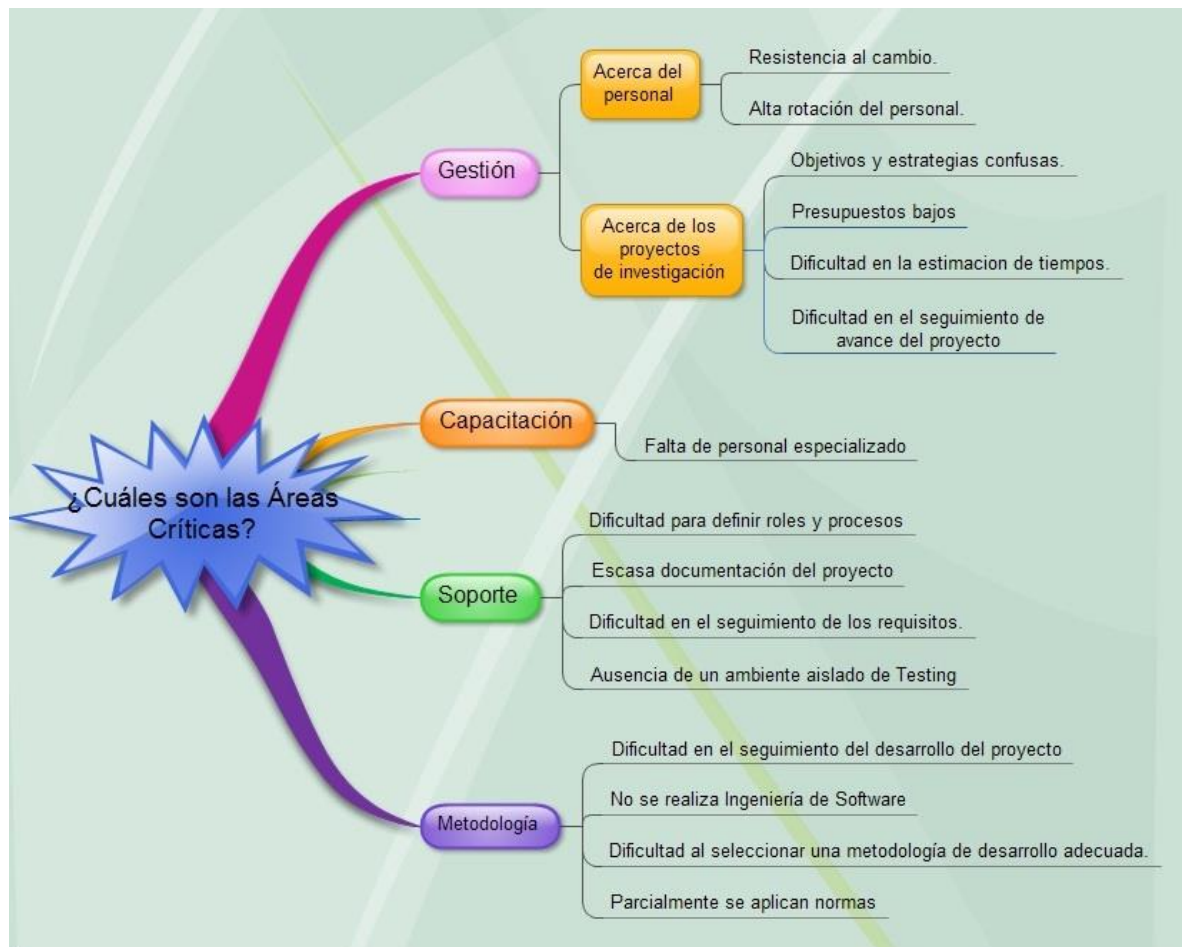 Acerca del
personal
Resistencia al cambio.
Alta rotación del personal.
Gestión
Acerca de los
proyectos
de investigación
Objetivos y estrategias confusas.
Presupuestos bajos
Dificultad en la estimacion de tiempos.
Dificultad en el seguimiento de
avance del proyecto
Capacitación
Falta de personal especializado
¿Cuáles son las Áreas
Críticas?
Soporte
Dificultad para definir roles y procesos
Escasa documentación del proyecto
Dificultad en el seguimiento de los requisitos.
Ausencia de un ambiente aislado de Testing
Metodología
Dificultad en el seguimiento del desarrollo del proyecto
No se realiza Ingeniería de Software
Dificultad al seleccionar una metodología de desarrollo adecuada.
Parcialmente se aplican normas